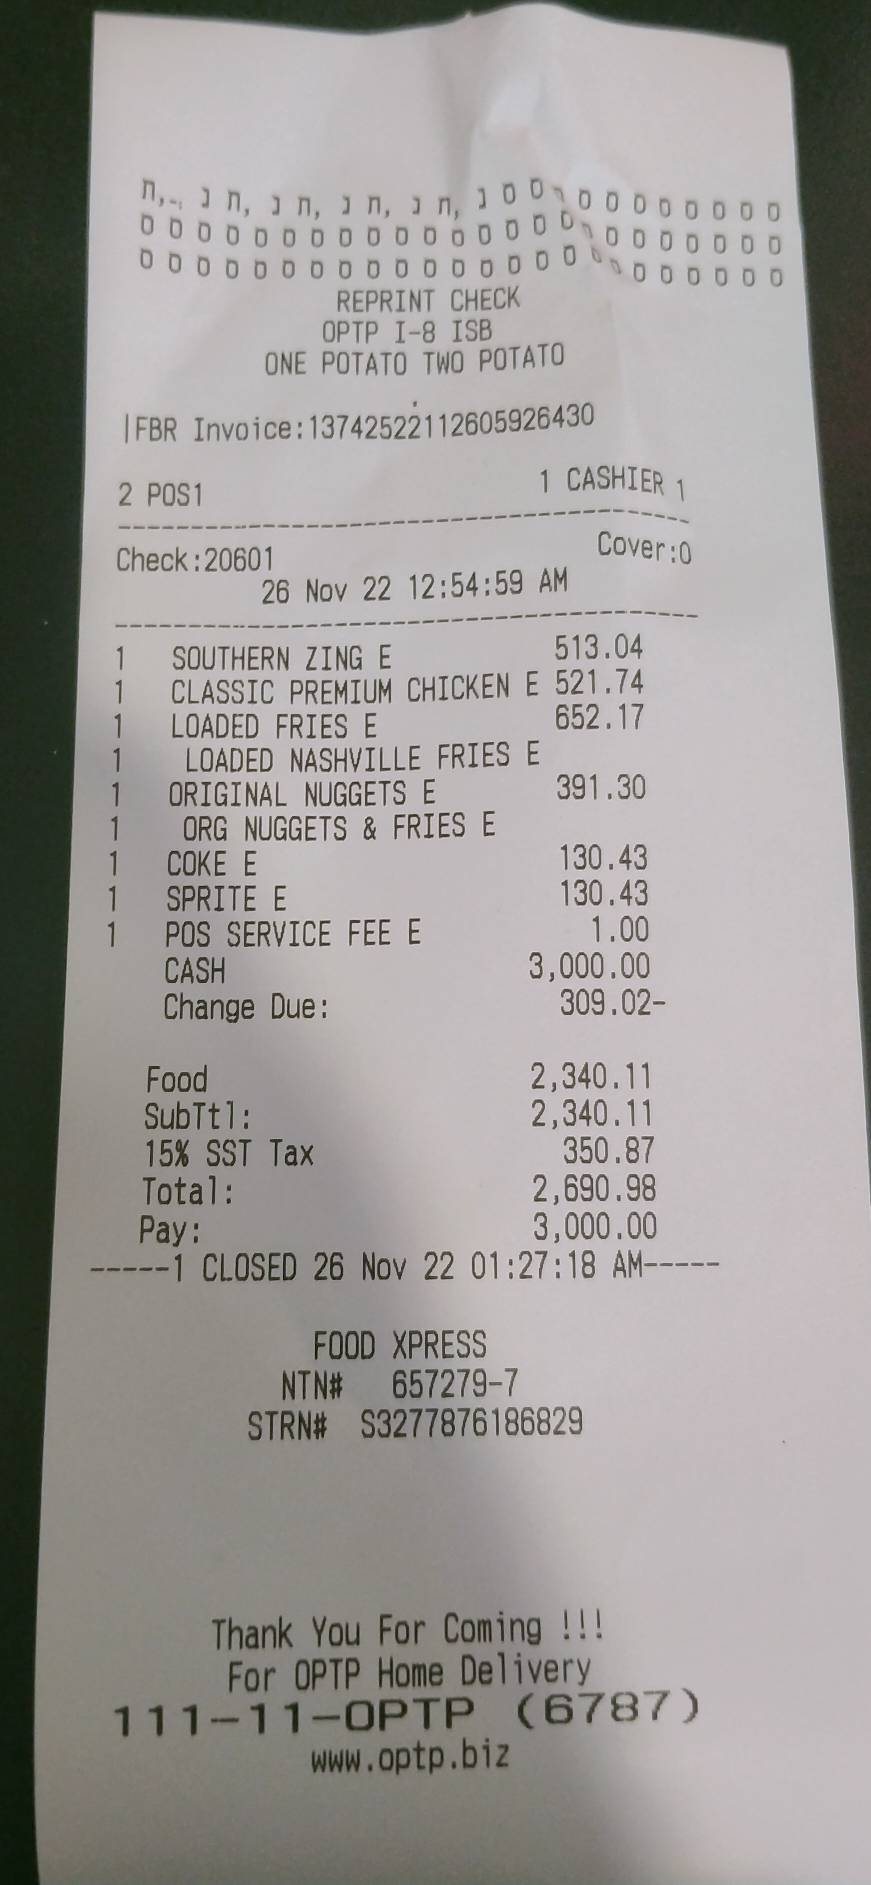 REPRINT CHECK
OPTP I-8 ISB
ONE POTATO TWO POTATO
|FBR Invoice:13742522112605926430
2 POS1 1 CASHIER 1
Check:20601 Cover:0
26 Nov 22 12:54:59 AM
1 SOUTHERN ZING E 513.04
1 CLASSIC PREMIUM CHICKEN E 521.74
1 LOADED FRIES E 652.17
1 LOADED NASHVILLE FRIES E
1 ORIGINAL NUGGETS E 391.30
1 ORG NUGGETS & FRIES E
1 COKE E 130.43
1 SPRITE E 130.43
1 POS SERVICE FEE E 1.00
CASH 3,000.00
Change Due: 309.02-
Food 2,340.11
SubTtl: 2,340.11
15% SST Tax 350.87
Total: 2,690.98
Pay: 3,000.00
-----1 CLOSED 26 Nov 22 01:27:18 AM-----
FOOD XPRESS
NTN# 657279-7
STRN# S3277876186829
Thank You For Coming !!!
For OPTP Home Delivery
111-11-OPTP (6787)
www.optp.biz